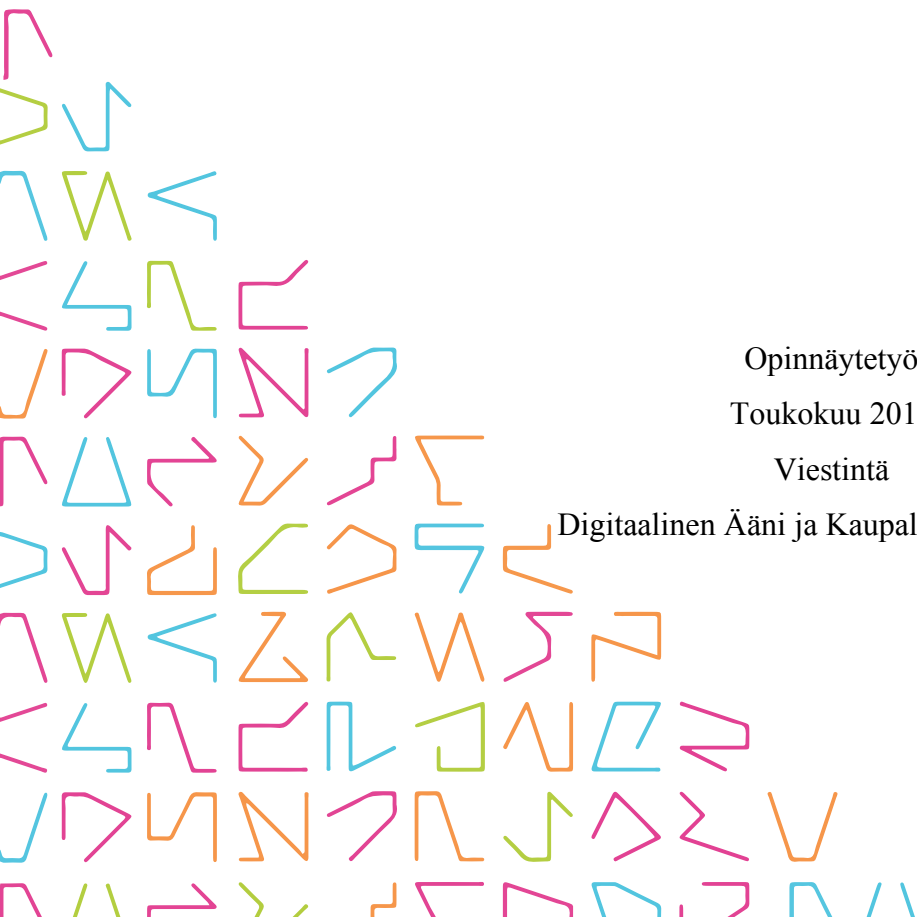 Opinnäytetyö
Toukokuu 201
Viestintä
Digitaalinen Ääni ja Kaupal